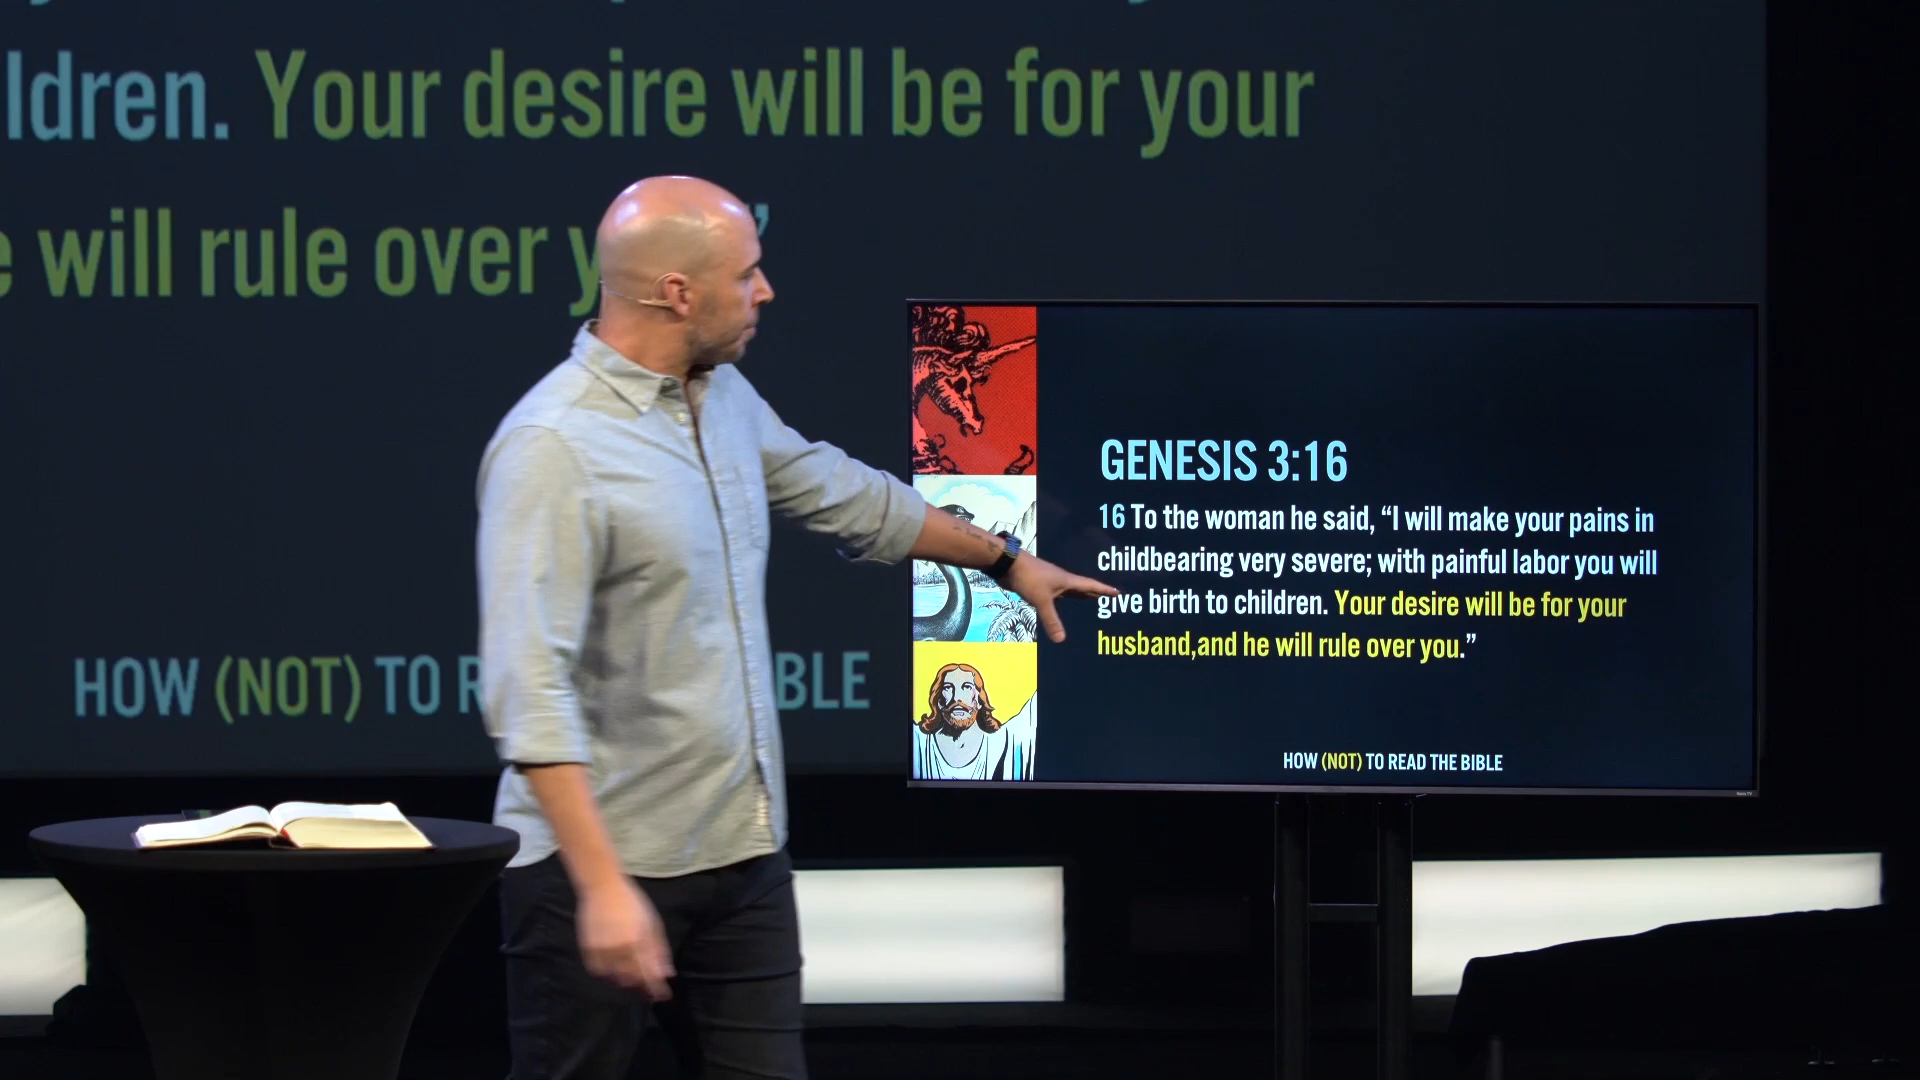 ldren. Your desire will be for your
will rule over
HOW (NOT) TO BLE
GENESIS 3:16
16 To the woman he said, “I will make your pains in
childbearing very severe; with painful labor you will
give birth to children. Your desire will be for your
husband,and he will rule over you.”
HOW (NOT) TO READ THE BIBLE